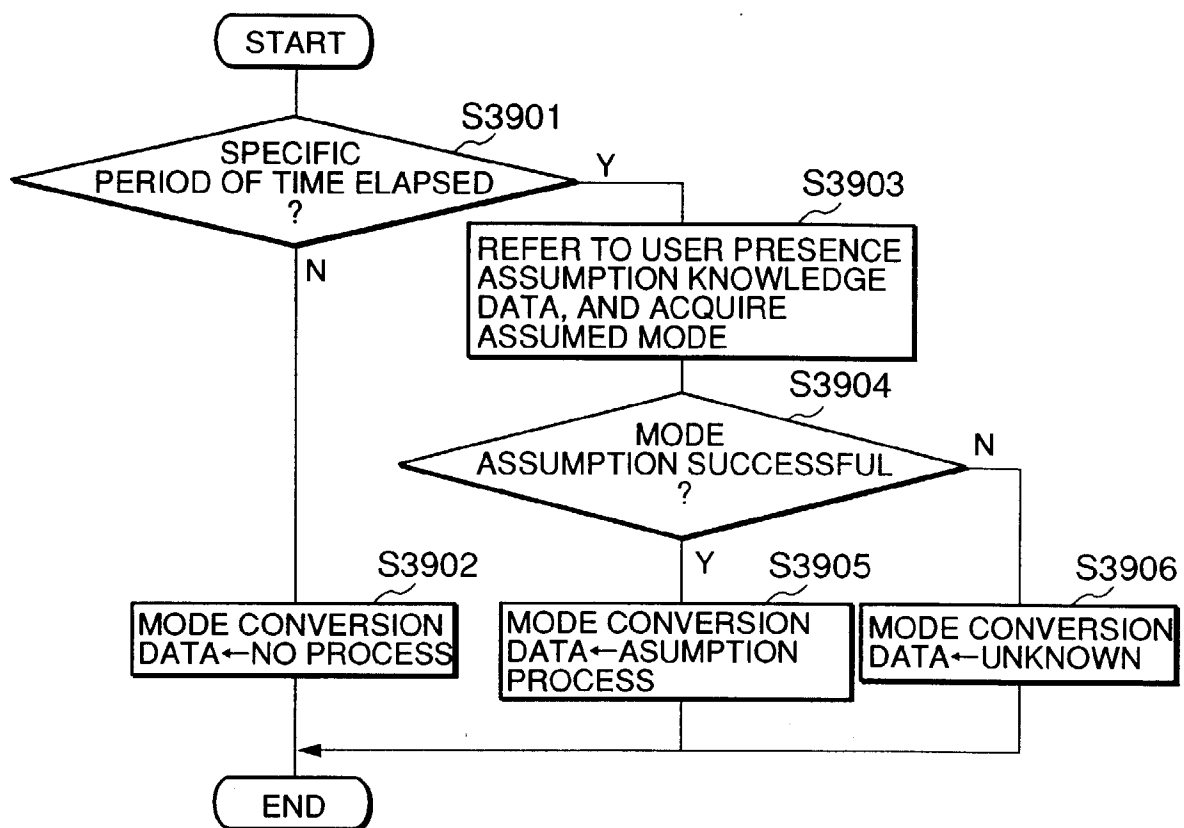 START
S3901
SPECIFIC
PERIOD OF TIME ELAPSED
?
Y
N
S3903
REFER TO USER PRESENCE
ASSUMPTION KNOWLEDGE
DATA, AND ACQUIRE
ASSUMED MODE
S3904
MODE
ASSUMPTION SUCCESSFUL
?
N
Y
S3902
MODE CONVERSION
DATA←NO PROCESS
S3905
MODE CONVERSION
DATA←ASUMPTION
PROCESS
S3906
MODE CONVERSION
DATA←UNKNOWN
END